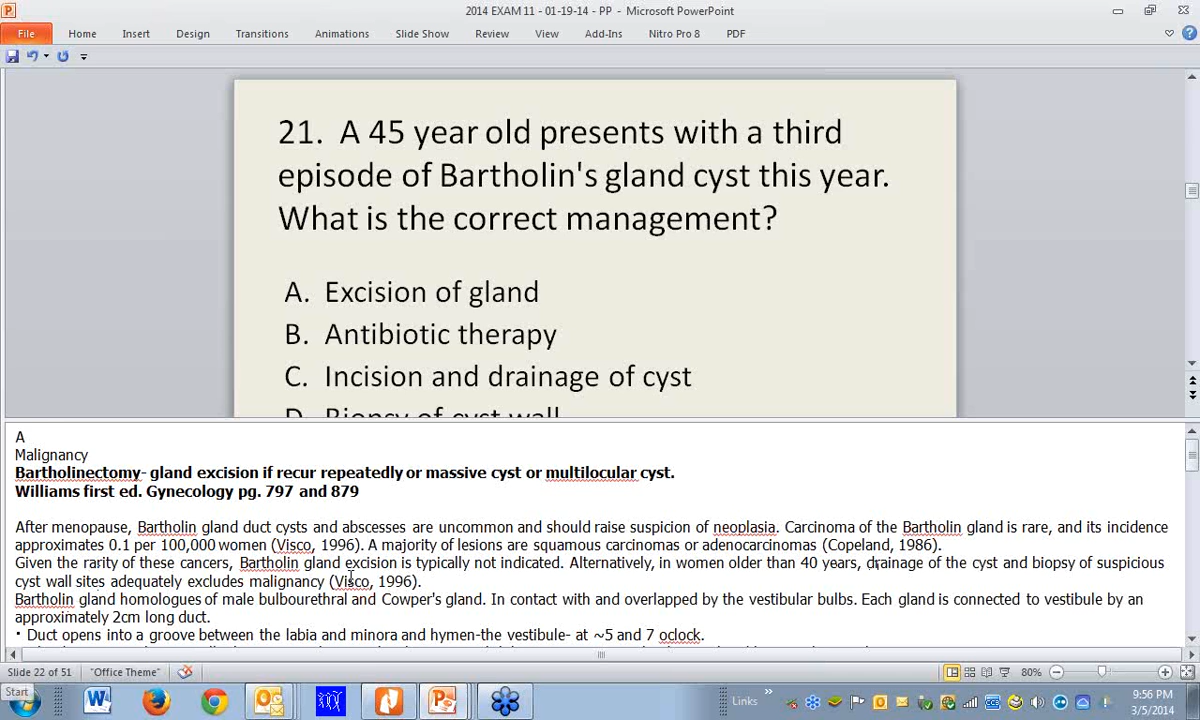 2014 EXAM 11 - 01-19-14 - PP - Microsoft PowerPoint
File Home Insert Design Transitions Animations Slide Show Review View Add-Ins Nitro Pro 8 PDF
21. A 45 year old presents with a third
episode of Bartholin's gland cyst this year.
What is the correct management?
A. Excision of gland
B. Antibiotic therapy
C. Incision and drainage of cyst
D. Biopsy of cyst wall
A
Malignancy
Bartholinectomy- gland excision if recur repeatedly or massive cyst or multilocular cyst.
Williams first ed. Gynecology pg. 797 and 879
After menopause, Bartholin gland duct cysts and abscesses are uncommon and should raise suspicion of neoplasia. Carcinoma of the Bartholin gland is rare, and its incidence
approximates 0.1 per 100,000 women (Visco, 1996). A majority of lesions are squamous carcinomas or adenocarcinomas (Copeland, 1986).
Given the rarity of these cancers, Bartholin gland excision is typically not indicated. Alternatively, in women older than 40 years, drainage of the cyst and biopsy of suspicious
cyst wall sites adequately excludes malignancy (Visco, 1996).
Bartholin gland homologues of male bulbourethral and Cowper's gland. In contact with and overlapped by the vestibular bulbs. Each gland is connected to vestibule by an
approximately 2cm long duct.
• Duct opens into a groove between the labia and minora and hymen-the vestibule- at ~5 and 7 oclock.
Slide 22 of 51 "Office Theme" 80%
Start Links 9:56 PM
3/5/2014